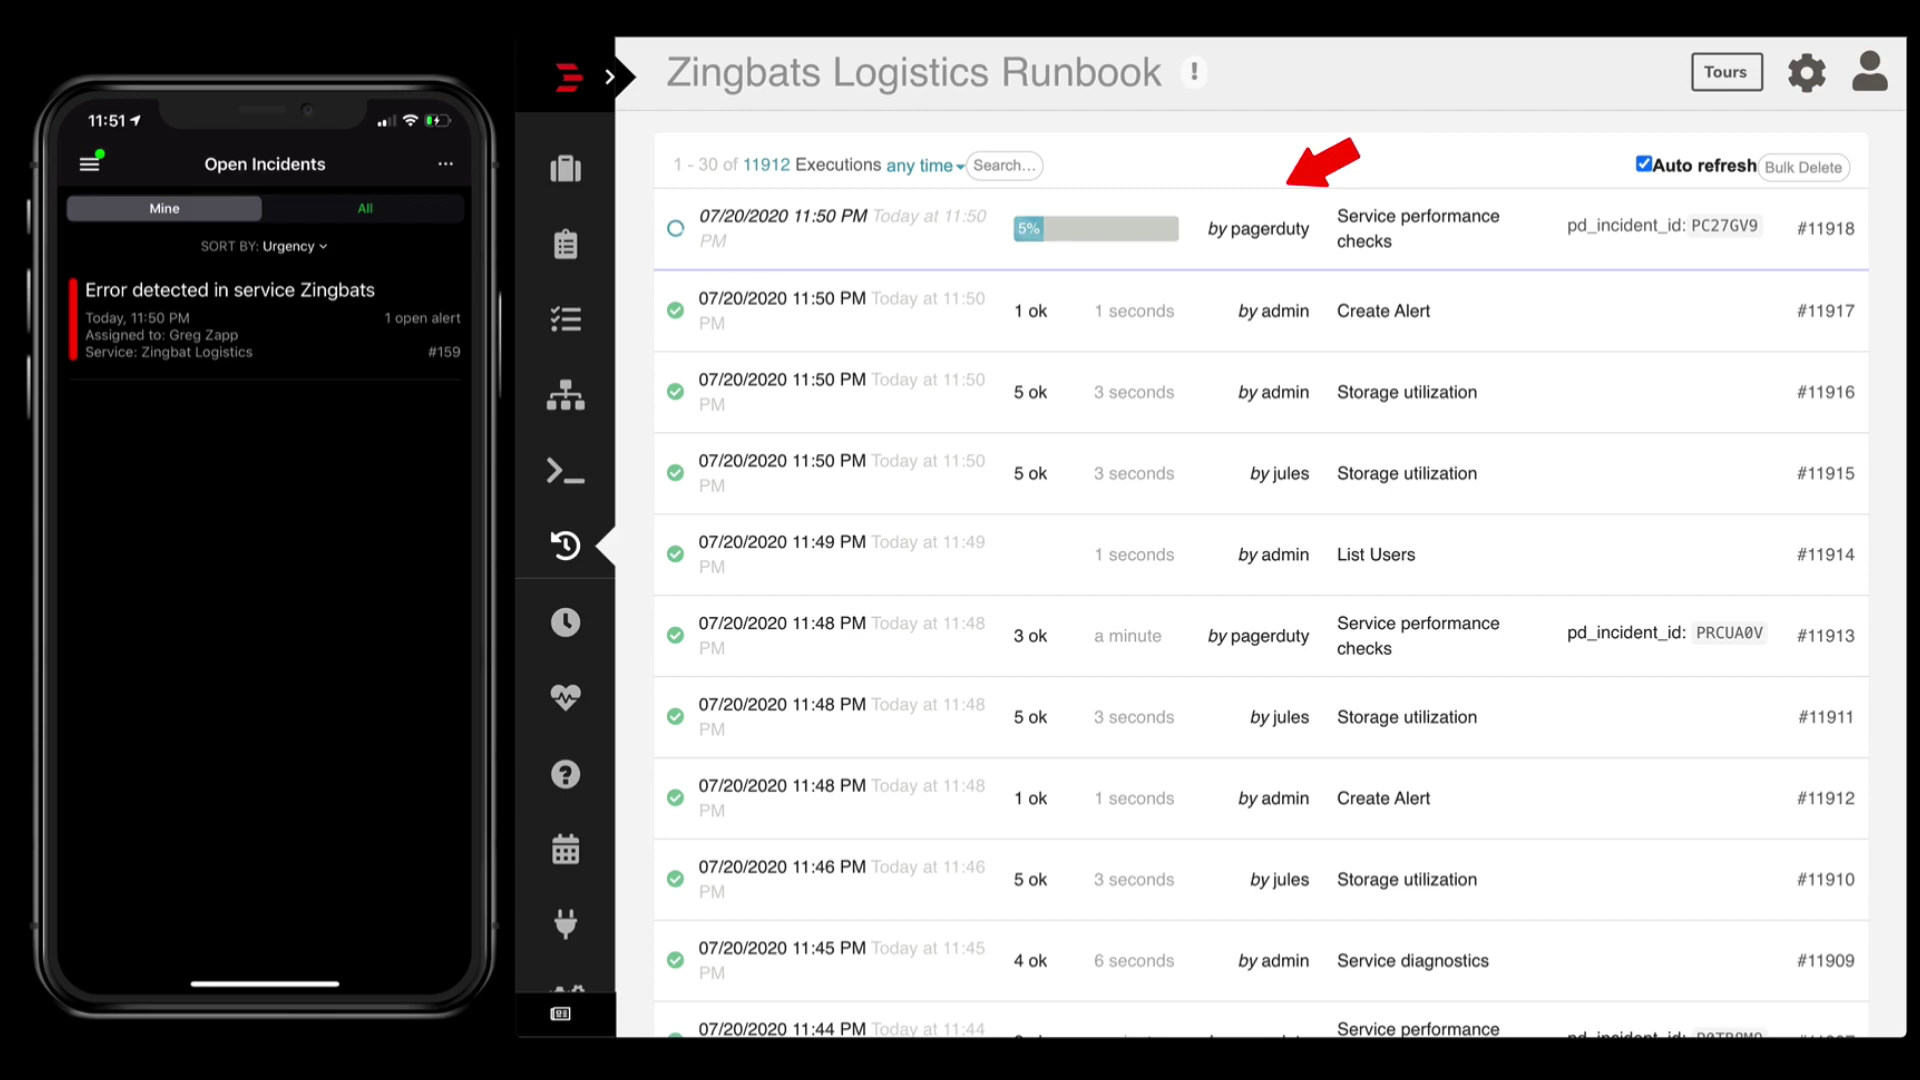 11:51
Open Incidents
Mine
All
SORT BY: Urgency
Error detected in service Zingbats
Today, 11:50 PM
1 open alert
Assigned to: Greg Zapp
Service: Zingbat Logistics
#159
Zingbats Logistics Runbook
!
Tours
1 - 30 of 11912 Executions any time Search...
Auto refresh
Bulk Delete
07/20/2020 11:50 PM Today at 11:50
PM
5%
by pagerduty
Service performance
checks
pd_incident_id: PC27GV9
#11918
07/20/2020 11:50 PM Today at 11:50
PM
1 ok
1 seconds
by admin
Create Alert
#11917
07/20/2020 11:50 PM Today at 11:50
PM
5 ok
3 seconds
by admin
Storage utilization
#11916
07/20/2020 11:50 PM Today at 11:50
PM
5 ok
3 seconds
by jules
Storage utilization
#11915
07/20/2020 11:49 PM Today at 11:49
PM
1 seconds
by admin
List Users
#11914
07/20/2020 11:48 PM Today at 11:48
PM
3 ok
a minute
by pagerduty
Service performance
checks
pd_incident_id: PRCUA0V
#11913
07/20/2020 11:48 PM Today at 11:48
PM
5 ok
3 seconds
by jules
Storage utilization
#11911
07/20/2020 11:48 PM Today at 11:48
PM
1 ok
1 seconds
by admin
Create Alert
#11912
07/20/2020 11:46 PM Today at 11:46
PM
5 ok
3 seconds
by jules
Storage utilization
#11910
07/20/2020 11:45 PM Today at 11:45
PM
4 ok
6 seconds
by admin
Service diagnostics
#11909
07/20/2020 11:44 PM Today at 11:44
Service performance